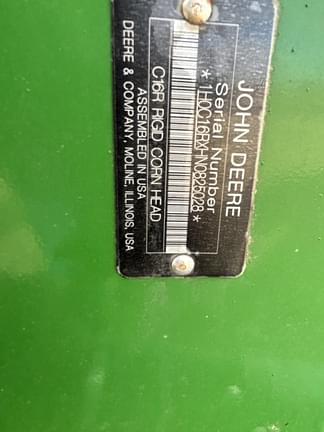 JOHN DEERE
Serial Number
*1H0C16RXHN0825028*
C16R RIGID CORN HEAD
ASSEMBLED IN USA
DEERE & COMPANY, MOLINE, ILLINOIS, USA